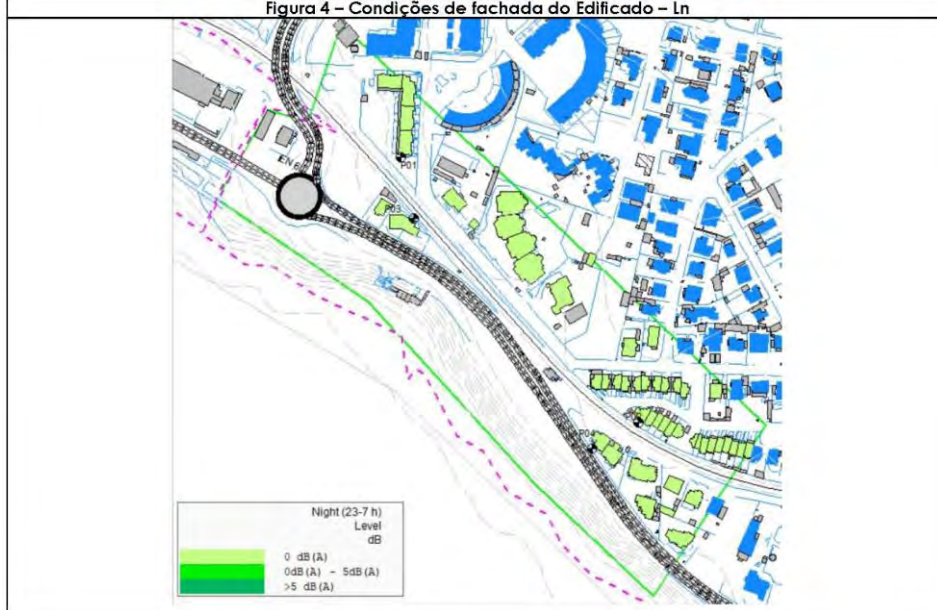 Figura 4 – Condições de fachada do Edificado – Ln
P01
EN
P03
P04
Night (23-7 h)
Level
dB
0 dB(A)
0dB(A) - 5dB(A)
>5 dB(A)